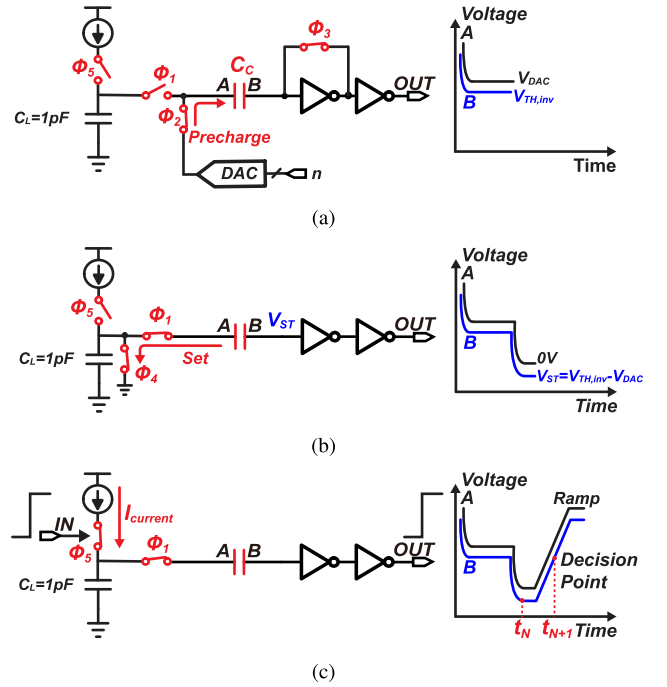 Φ5
CL=1pF
Φ1
Φ2
A CC B
Precharge
DAC
n
Φ3
OUT
Voltage
A
VDAC
B
VTH,inv
Time
(a)
Φ5
CL=1pF
Φ1
Φ4
Set
A B
VST
OUT
Voltage
A
B
0V
VST=VTH,inv-VDAC
Time
(b)
IN
Φ5
Icurrent
CL=1pF
Φ1
A B
OUT
Voltage
A
Ramp
B
Decision
Point
tN tN+1
Time
(c)